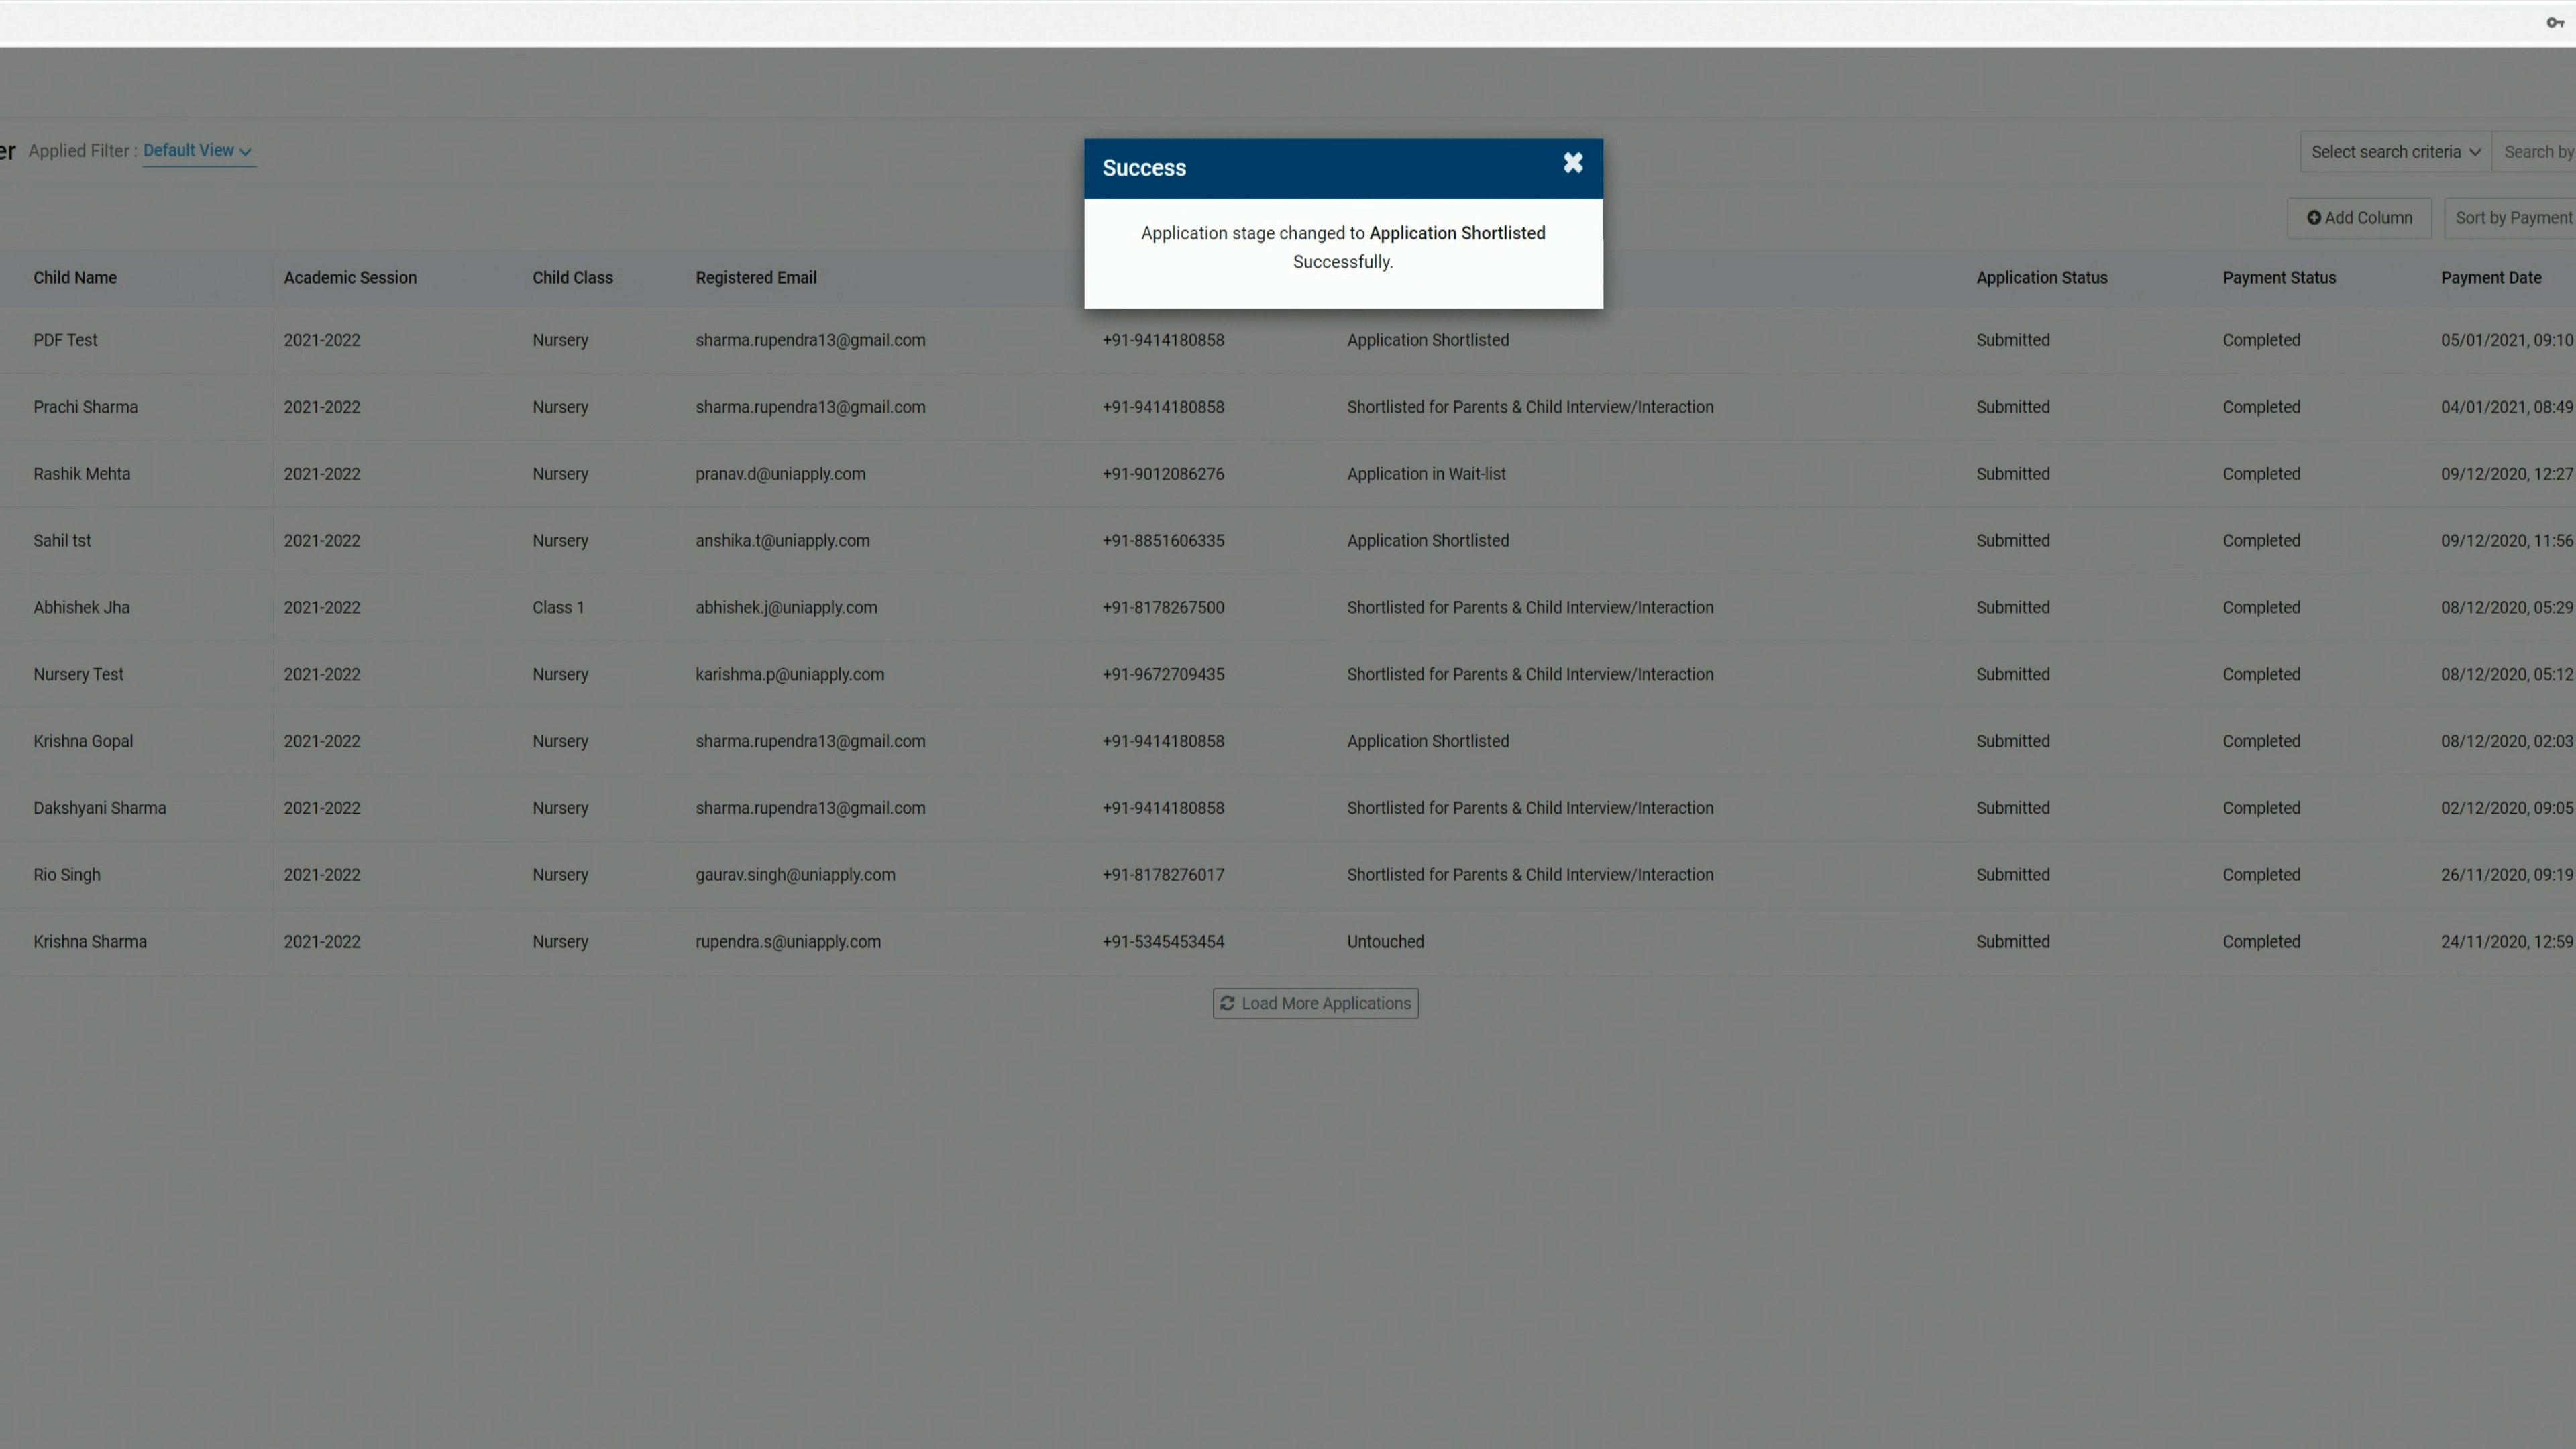 er Applied Filter : Default View Select search criteria Search by
Success
Application stage changed to Application Shortlisted
Successfully.
Add Column Sort by Payment
Child Name Academic Session Child Class Registered Email Application Status Payment Status Payment Date
PDF Test 2021-2022 Nursery sharma.rupendra13@gmail.com +91-9414180858 Application Shortlisted Submitted Completed 05/01/2021, 09:10
Prachi Sharma 2021-2022 Nursery sharma.rupendra13@gmail.com +91-9414180858 Shortlisted for Parents & Child Interview/Interaction Submitted Completed 04/01/2021, 08:49
Rashik Mehta 2021-2022 Nursery pranav.d@uniapply.com +91-9012086276 Application in Wait-list Submitted Completed 09/12/2020, 12:27
Sahil tst 2021-2022 Nursery anshika.t@uniapply.com +91-8851606335 Application Shortlisted Submitted Completed 09/12/2020, 11:56
Abhishek Jha 2021-2022 Class 1 abhishek.j@uniapply.com +91-8178267500 Shortlisted for Parents & Child Interview/Interaction Submitted Completed 08/12/2020, 05:29
Nursery Test 2021-2022 Nursery karishma.p@uniapply.com +91-9672709435 Shortlisted for Parents & Child Interview/Interaction Submitted Completed 08/12/2020, 05:12
Krishna Gopal 2021-2022 Nursery sharma.rupendra13@gmail.com +91-9414180858 Application Shortlisted Submitted Completed 08/12/2020, 02:03
Dakshyani Sharma 2021-2022 Nursery sharma.rupendra13@gmail.com +91-9414180858 Shortlisted for Parents & Child Interview/Interaction Submitted Completed 02/12/2020, 09:05
Rio Singh 2021-2022 Nursery gaurav.singh@uniapply.com +91-8178276017 Shortlisted for Parents & Child Interview/Interaction Submitted Completed 26/11/2020, 09:19
Krishna Sharma 2021-2022 Nursery rupendra.s@uniapply.com +91-5345453454 Untouched Submitted Completed 24/11/2020, 12:59
Load More Applications